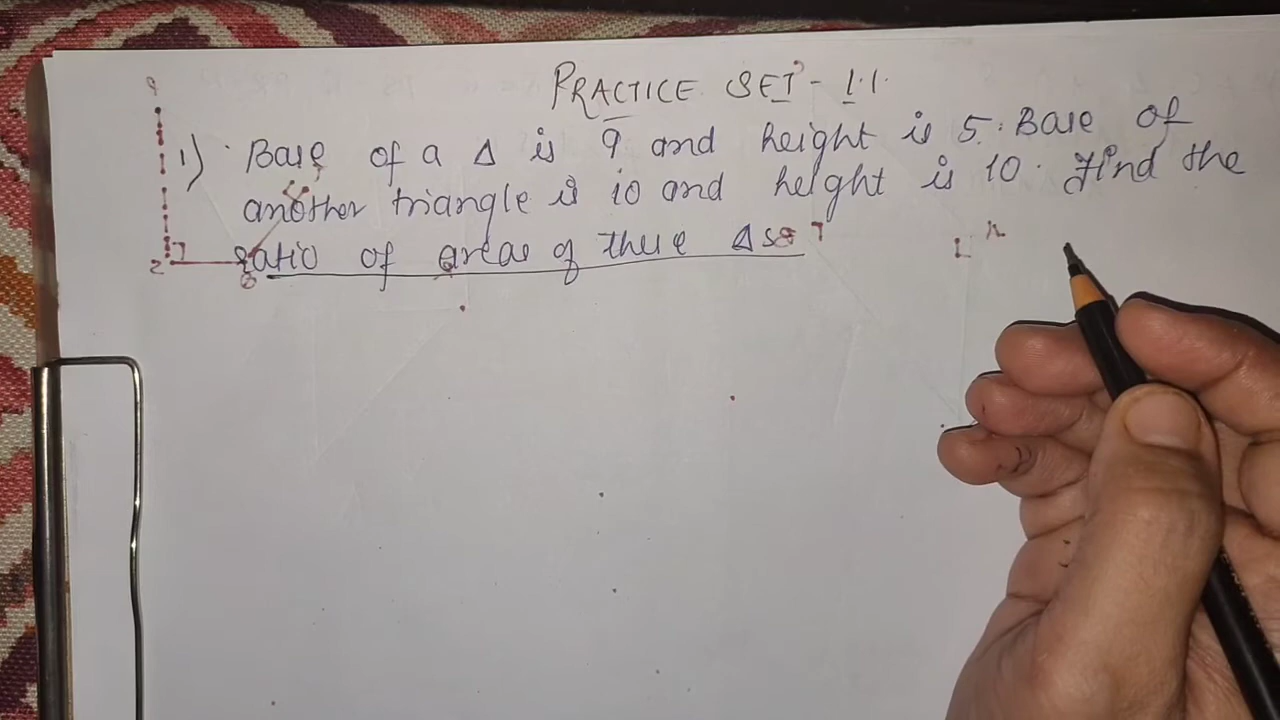 PRACTICE SET - 1.1.
1) Base of a Δ is 9 and height is 5. Base of
another triangle is 10 and height is 10. Find the
ratio of areas of these Δs